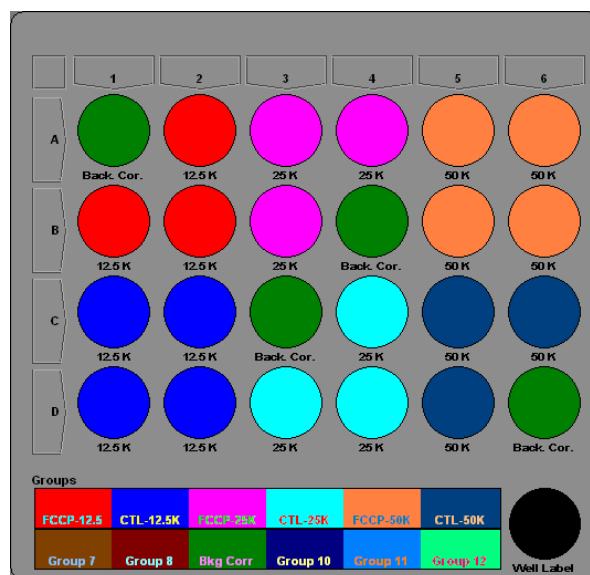 1 2 3 4 5 6
A
Back. Cor. 12.5 K 25 K 25 K 50 K 50 K
B
12.5 K 12.5 K 25 K Back. Cor. 50 K 50 K
C
12.5 K 12.5 K Back. Cor. 25 K 50 K 50 K
D
12.5 K 12.5 K 25 K 25 K 50 K Back. Cor.
Groups
FCCP-12.5 CTL-12.5K FCCP-25K CTL-25K FCCP-50K CTL-50K
Group 7 Group 8 Bkg Corr Group 10 Group 11 Group 12
Well Label